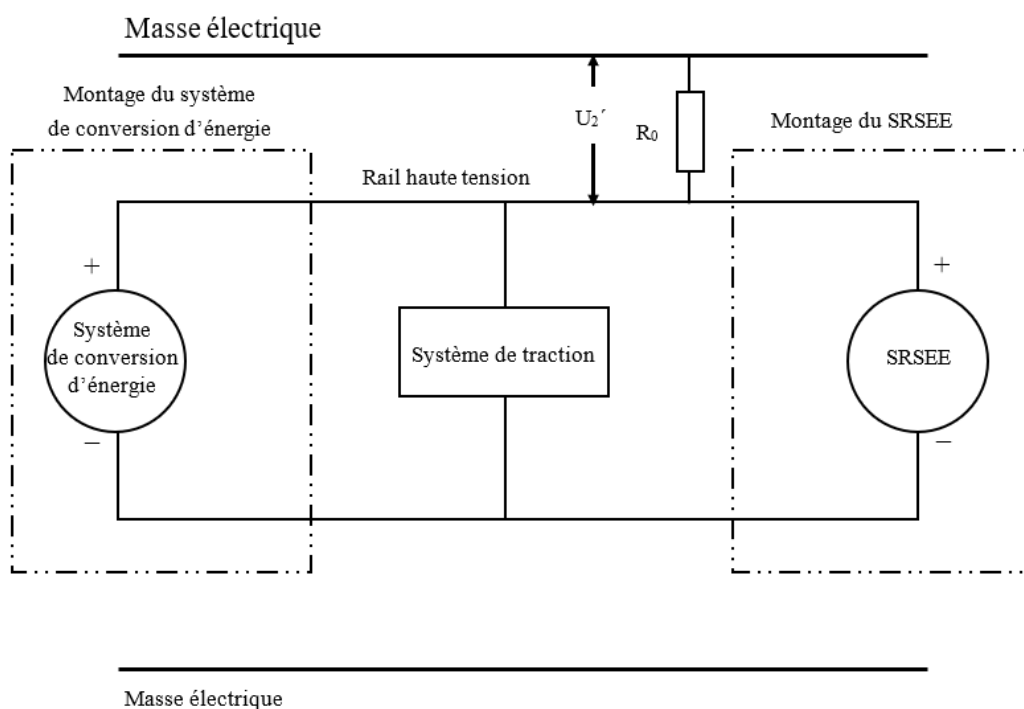 Masse électrique
Montage du système
de conversion d’énergie
U₂´
R₀
Montage du SRSEE
Rail haute tension
+
+
Système
de conversion
d’énergie
Système de traction
SRSEE
−
−
Masse électrique